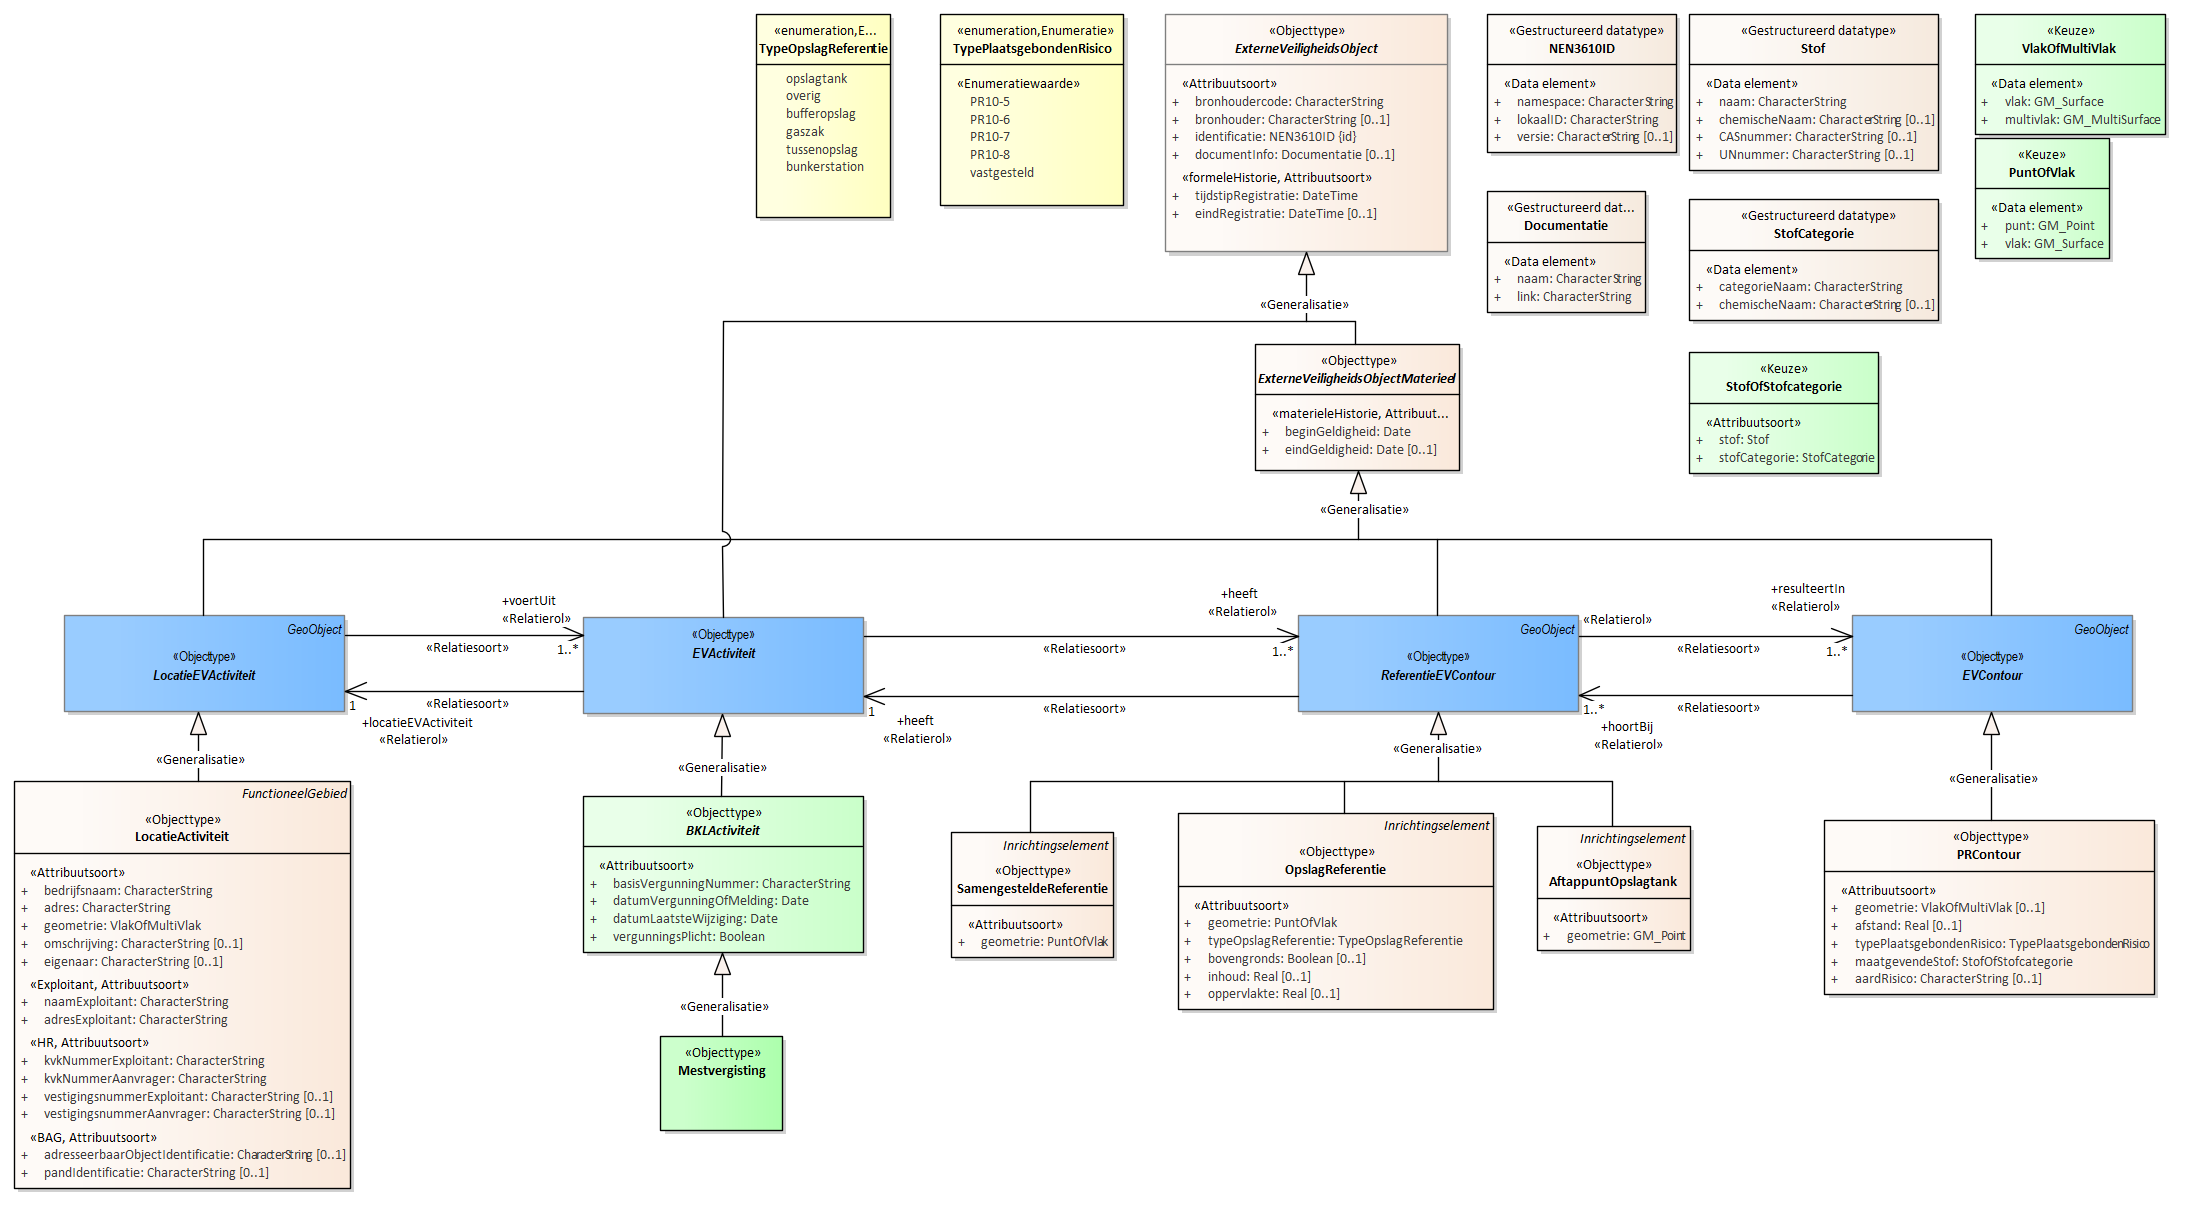 «enumeration,E...
TypeOpslagReferentie
opslagtank
overig
bufferopslag
gaszak
tussenopslag
bunkerstation
«enumeration,Enumeratie»
TypePlaatsgebondenRisico
«Enumeratiewaarde»
PR10-5
PR10-6
PR10-7
PR10-8
vastgesteld
«Objecttype»
ExterneVeiligheidsObject
«Attribuutsoort»
+ bronhoudercode: CharacterString
+ bronhouder: CharacterString [0..1]
+ identificatie: NEN3610ID {id}
+ documentInfo: Documentatie [0..1]
«formeleHistorie, Attribuutsoort»
+ tijdstipRegistratie: DateTime
+ eindRegistratie: DateTime [0..1]
«Gestructureerd datatype»
NEN3610ID
«Data element»
+ namespace: CharacterString
+ lokaalID: CharacterString
+ versie: CharacterString [0..1]
«Gestructureerd datatype»
Stof
«Data element»
+ naam: CharacterString
+ chemischeNaam: CharacterString [0..1]
+ CASnummer: CharacterString [0..1]
+ UNnummer: CharacterString [0..1]
«Keuze»
VlakOfMultiVlak
«Data element»
+ vlak: GM_Surface
+ multivlak: GM_MultiSurface
«Keuze»
PuntOfVlak
«Data element»
+ punt: GM_Point
+ vlak: GM_Surface
«Gestructureerd dat...
Documentatie
«Data element»
+ naam: CharacterString
+ link: CharacterString
«Gestructureerd datatype»
StofCategorie
«Data element»
+ categorieNaam: CharacterString
+ chemischeNaam: CharacterString [0..1]
«Generalisatie»
«Objecttype»
ExterneVeiligheidsObjectMaterieel
«materieleHistorie, Attribuut...
+ beginGeldigheid: Date
+ eindGeldigheid: Date [0..1]
«Keuze»
StofOfStofcategorie
«Attribuutsoort»
+ stof: Stof
+ stofCategorie: StofCategorie
«Generalisatie»
GeoObject
«Objecttype»
LocatieEVActiviteit
+voertUit
«Relatierol»
«Relatiesoort»
1..*
«Relatiesoort»
1
+locatieEVActiviteit
«Relatierol»
«Objecttype»
EVActiviteit
+heeft
«Relatierol»
«Relatiesoort»
1..*
«Relatiesoort»
1
+heeft
«Relatierol»
GeoObject
«Objecttype»
ReferentieEVContour
«Relatierol»
+resulteertIn
«Relatierol»
«Relatiesoort»
1..*
«Relatiesoort»
1..*
+hoortBij
«Relatierol»
GeoObject
«Objecttype»
EVContour
«Generalisatie»
FunctioneelGebied
«Objecttype»
LocatieActiviteit
«Attribuutsoort»
+ bedrijfsnaam: CharacterString
+ adres: CharacterString
+ geometrie: VlakOfMultiVlak
+ omschrijving: CharacterString [0..1]
+ eigenaar: CharacterString [0..1]
«Exploitant, Attribuutsoort»
+ naamExploitant: CharacterString
+ adresExploitant: CharacterString
«HR, Attribuutsoort»
+ kvkNummerExploitant: CharacterString
+ kvkNummerAanvrager: CharacterString
+ vestigingsnummerExploitant: CharacterString [0..1]
+ vestigingsnummerAanvrager: CharacterString [0..1]
«BAG, Attribuutsoort»
+ adresseerbaarObjectIdentificatie: CharacterString [0..1]
+ pandIdentificatie: CharacterString [0..1]
«Generalisatie»
«Objecttype»
BKLActiviteit
«Attribuutsoort»
+ basisVergunningNummer: CharacterString
+ datumVergunningOfMelding: Date
+ datumLaatsteWijziging: Date
+ vergunningsPlicht: Boolean
«Generalisatie»
«Objecttype»
Mestvergisting
«Generalisatie»
Inrichtingselement
«Objecttype»
SamengesteldeReferentie
«Attribuutsoort»
+ geometrie: PuntOfVlak
Inrichtingselement
«Objecttype»
OpslagReferentie
«Attribuutsoort»
+ geometrie: PuntOfVlak
+ typeOpslagReferentie: TypeOpslagReferentie
+ bovengronds: Boolean [0..1]
+ inhoud: Real [0..1]
+ oppervlakte: Real [0..1]
Inrichtingselement
«Objecttype»
AftappuntOpslagtank
«Attribuutsoort»
+ geometrie: GM_Point
«Generalisatie»
«Objecttype»
PRContour
«Attribuutsoort»
+ geometrie: VlakOfMultiVlak [0..1]
+ afstand: Real [0..1]
+ typePlaatsgebondenRisico: TypePlaatsgebondenRisico
+ maatgevendeStof: StofOfStofcategorie
+ aardRisico: CharacterString [0..1]